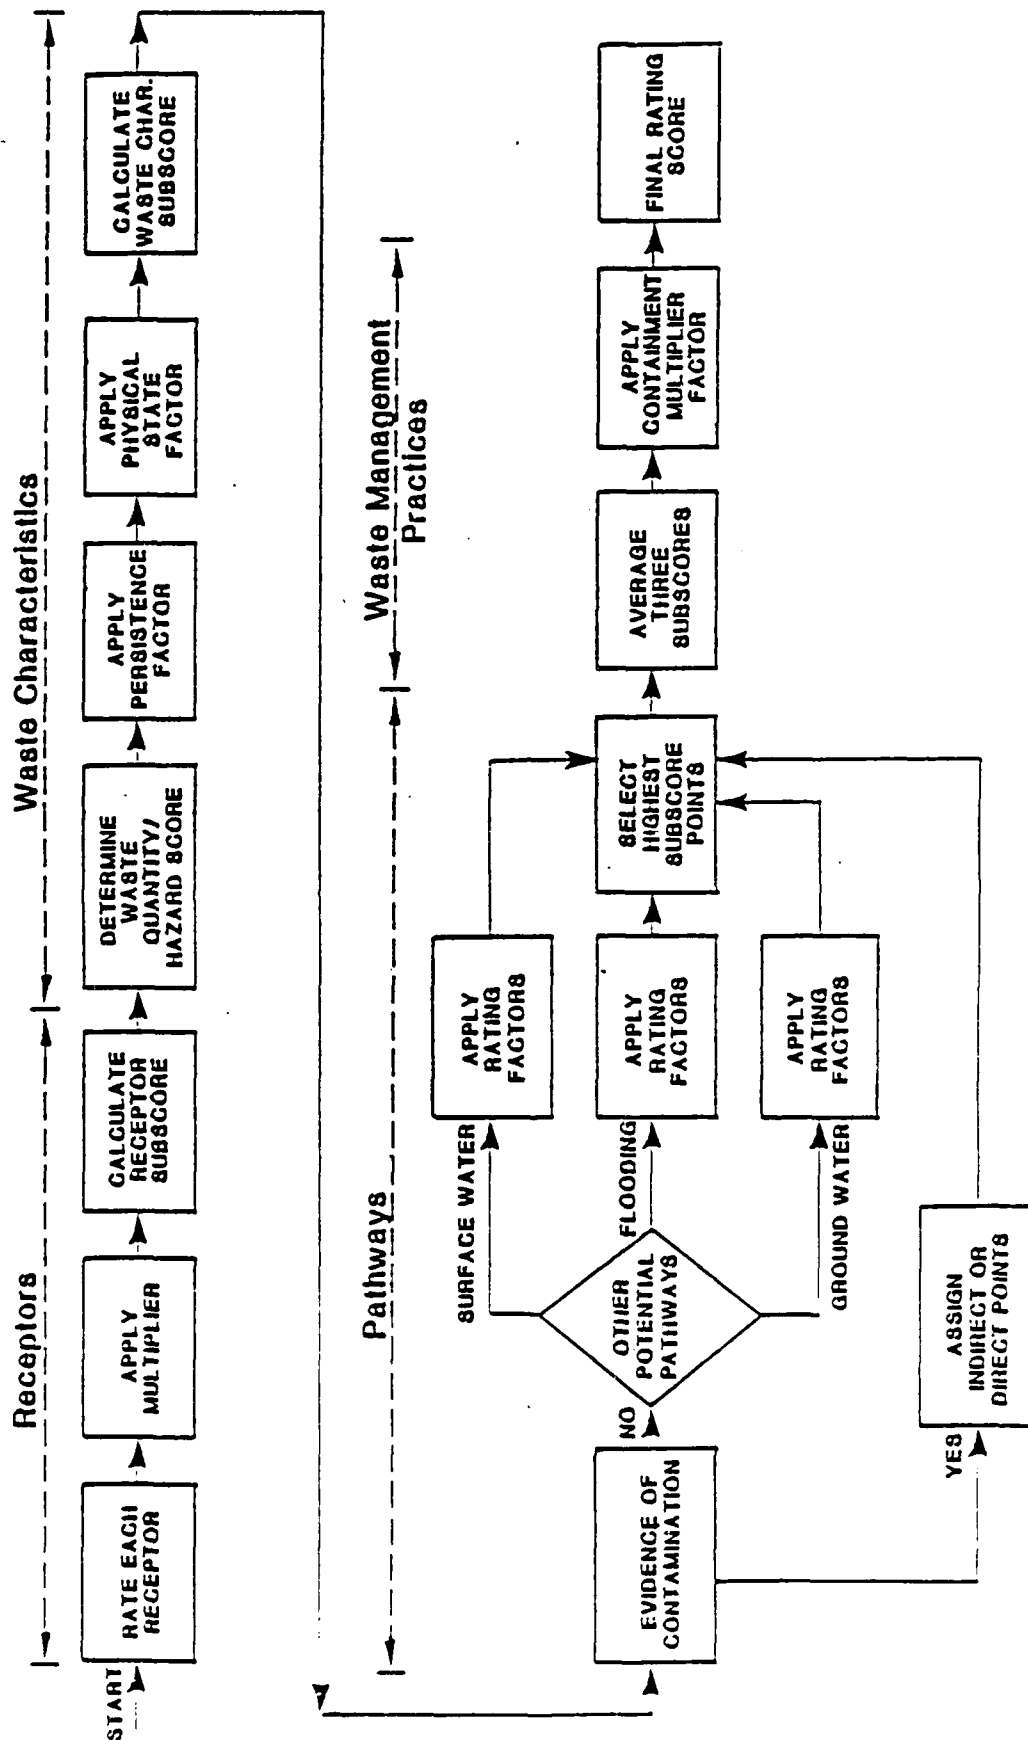 Receptors
Waste Characteristics
START
RATE EACH
RECEPTOR
APPLY
MULTIPLIER
CALCULATE
RECEPTOR
SUBSCORE
DETERMINE
WASTE
QUANTITY/
HAZARD SCORE
APPLY
PERSISTENCE
FACTOR
APPLY
PHYSICAL
STATE
FACTOR
CALCULATE
WASTE CHAR.
SUBSCORE
Pathways
Waste Management
Practices
EVIDENCE OF
CONTAMINATION
NO
YES
OTHER
POTENTIAL
PATHWAYS
SURFACE WATER
FLOODING
GROUND WATER
APPLY
RATING
FACTORS
APPLY
RATING
FACTORS
APPLY
RATING
FACTORS
ASSIGN
INDIRECT OR
DIRECT POINTS
SELECT
HIGHEST
SUBSCORE
POINTS
AVERAGE
THREE
SUBSCORES
APPLY
CONTAINMENT
MULTIPLIER
FACTOR
FINAL RATING
SCORE